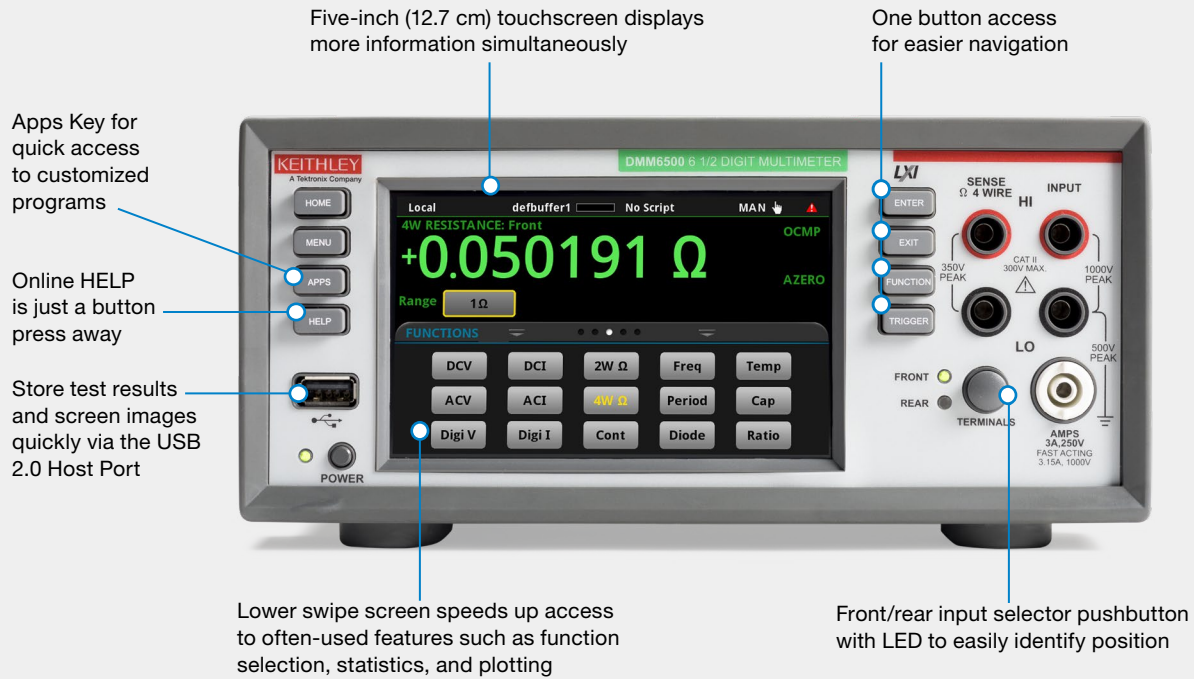 Five-inch (12.7 cm) touchscreen displays
more information simultaneously
One button access
for easier navigation
Apps Key for
quick access
to customized
programs
Online HELP
is just a button
press away
Store test results
and screen images
quickly via the USB
2.0 Host Port
KEITHLEY
A Tektronix Company
DMM6500 6 1/2 DIGIT MULTIMETER
HOME
MENU
APPS
HELP
POWER
Local defbuffer1 No Script MAN
4W RESISTANCE: Front
OCMP
+0.050191 Ω
AZERO
Range 1Ω
FUNCTIONS
DCV DCI 2W Ω Freq Temp
ACV ACI 4W Ω Period Cap
Digi V Digi I Cont Diode Ratio
LXI
ENTER
EXIT
FUNCTION
TRIGGER
SENSE
Ω 4 WIRE
INPUT
HI
350V
PEAK
CAT II
300V MAX.
1000V
PEAK
LO
500V
PEAK
FRONT
REAR
TERMINALS
AMPS
3A,250V
FAST ACTING
3.15A, 1000V
Lower swipe screen speeds up access
to often-used features such as function
selection, statistics, and plotting
Front/rear input selector pushbutton
with LED to easily identify position